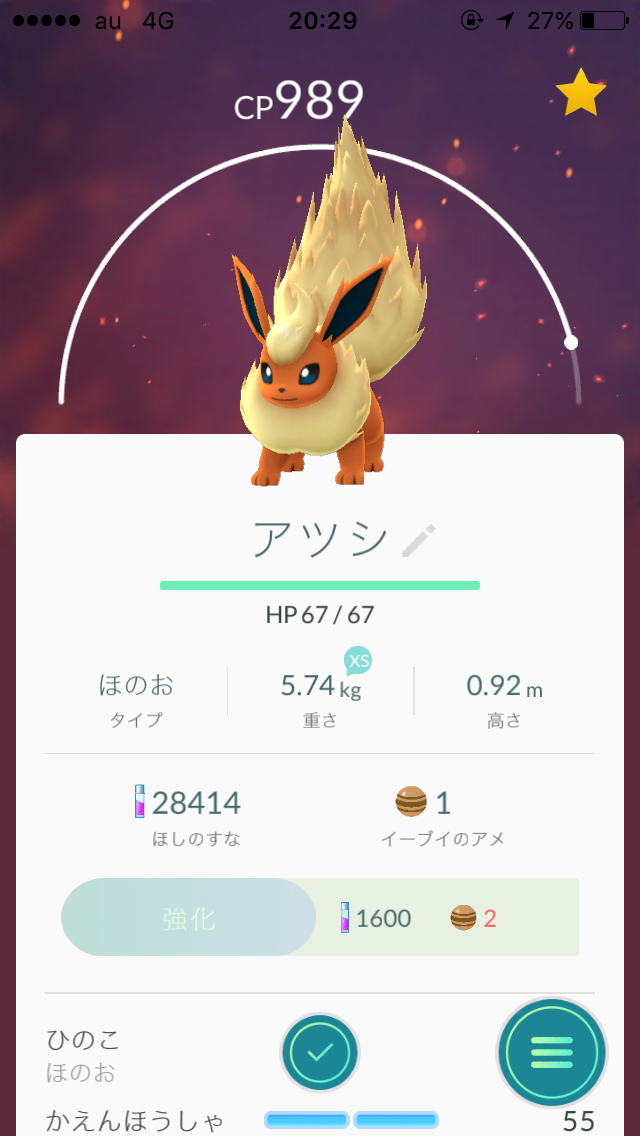 au 4G 20:29 27%
CP989
アツシ
HP 67 / 67
XS
ほのお 5.74 kg 0.92 m
タイプ 重さ 高さ
28414 1
ほしのすな イーブイのアメ
強化 1600 2
ひのこ
ほのお
かえんほうしゃ 55